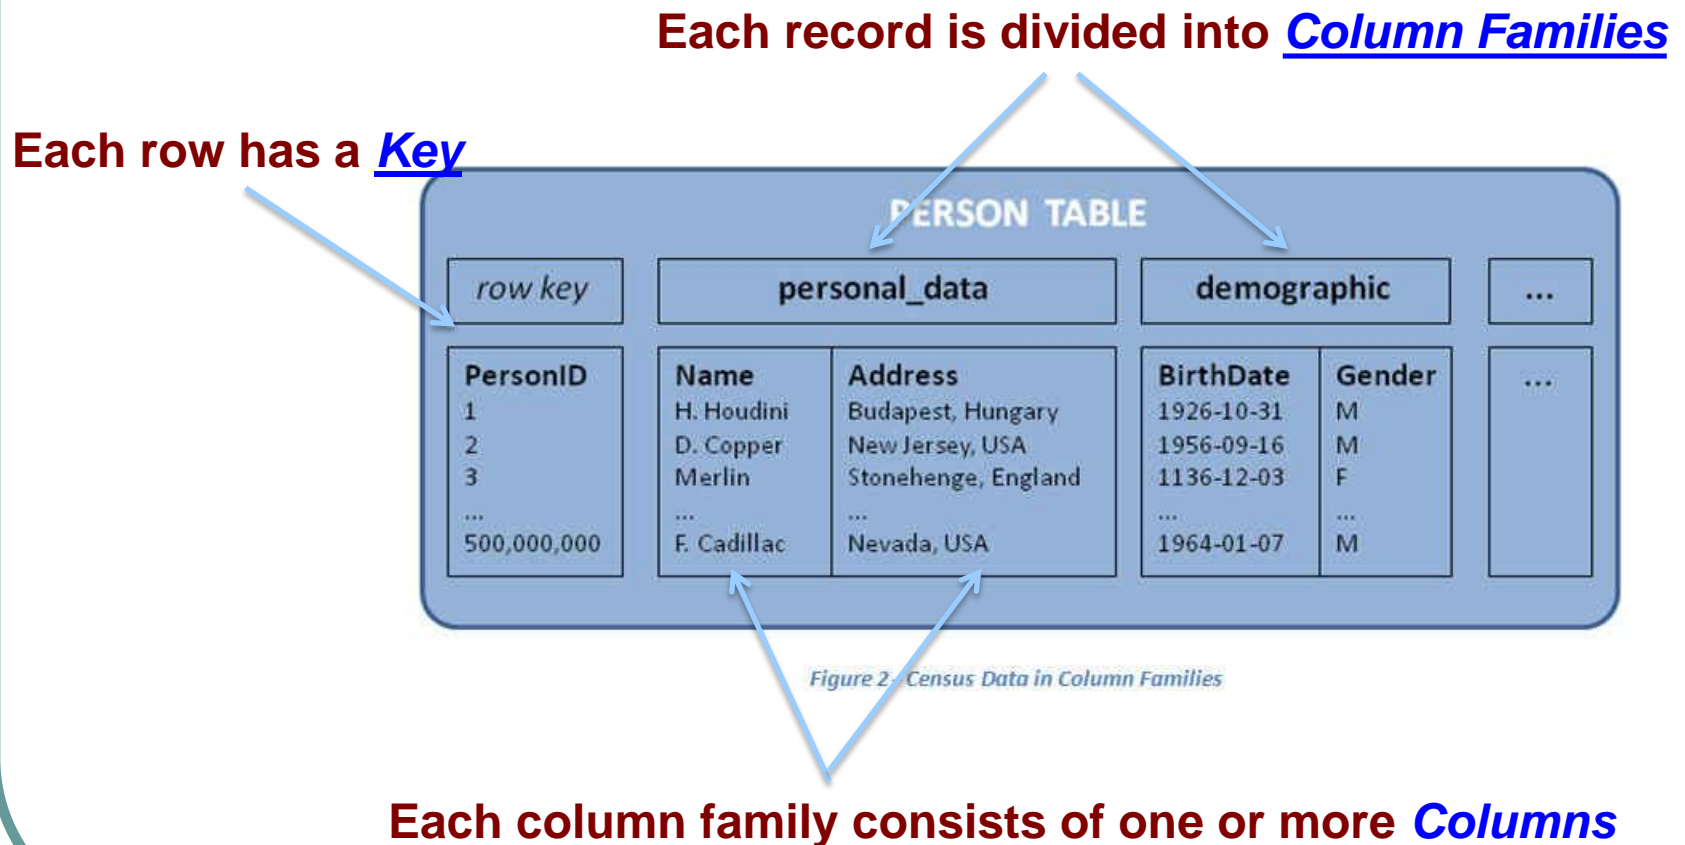 Each record is divided into Column Families
Each row has a Key
PERSON TABLE
row key personal_data demographic ...
PersonID Name Address BirthDate Gender ...
1 H. Houdini Budapest, Hungary 1926-10-31 M
2 D. Copper New Jersey, USA 1956-09-16 M
3 Merlin Stonehenge, England 1136-12-03 F
... ... ... ... ...
500,000,000 F. Cadillac Nevada, USA 1964-01-07 M
Figure 2 - Census Data in Column Families
Each column family consists of one or more Columns